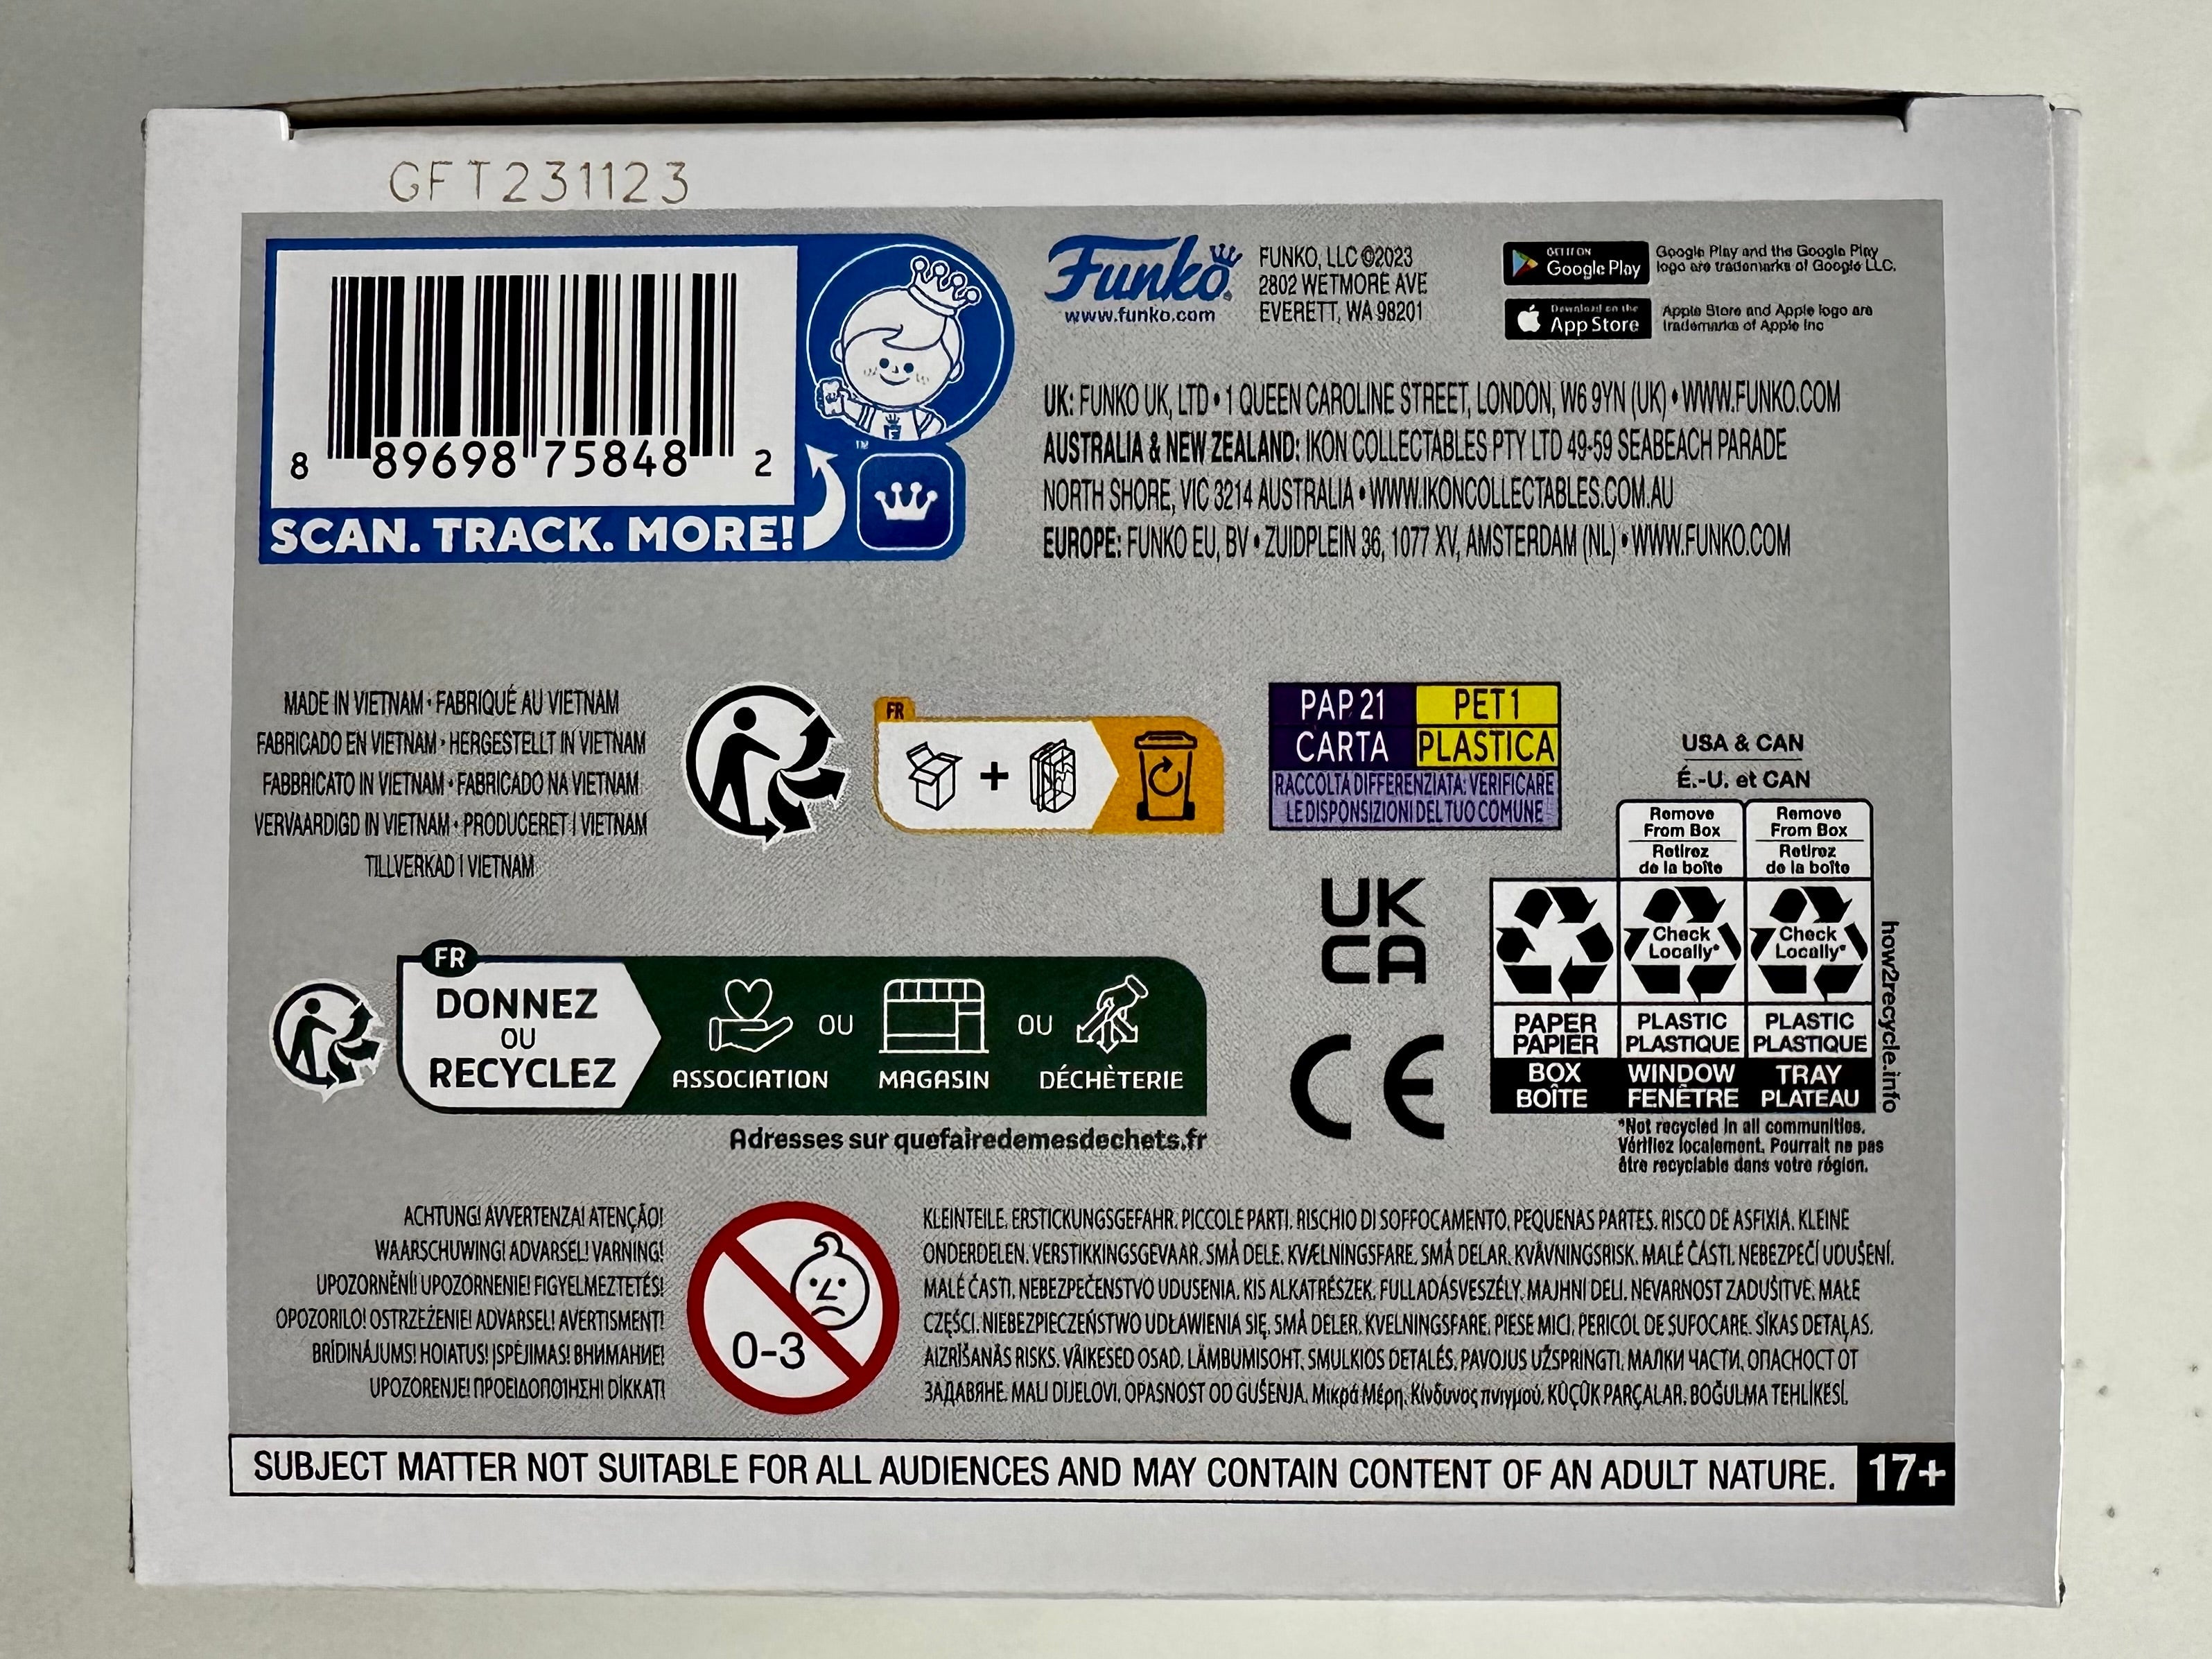 GFT231123
8 89698 75848 2
SCAN. TRACK. MORE!
™
Funko
www.funko.com
FUNKO, LLC ©2023
2802 WETMORE AVE
EVERETT, WA 98201
GET IT ON
Google Play
Google Play and the Google Play
logo are trademarks of Google LLC.
Download on the
App Store
Apple Store and Apple logo are
trademarks of Apple Inc
UK: FUNKO UK, LTD • 1 QUEEN CAROLINE STREET, LONDON, W6 9YN (UK) • WWW.FUNKO.COM
AUSTRALIA & NEW ZEALAND: IKON COLLECTABLES PTY LTD 49-59 SEABEACH PARADE
NORTH SHORE, VIC 3214 AUSTRALIA • WWW.IKONCOLLECTABLES.COM.AU
EUROPE: FUNKO EU, BV • ZUIDPLEIN 36, 1077 XV, AMSTERDAM (NL) • WWW.FUNKO.COM
MADE IN VIETNAM • FABRIQUÉ AU VIETNAM
FABRICADO EN VIETNAM • HERGESTELLT IN VIETNAM
FABBRICATO IN VIETNAM • FABRICADO NA VIETNAM
VERVAARDIGD IN VIETNAM • PRODUCERET I VIETNAM
TILLVERKAD I VIETNAM
FR
+
PAP 21
CARTA
PET 1
PLASTICA
RACCOLTA DIFFERENZIATA: VERIFICARE
LE DISPONSIZIONI DEL TUO COMUNE
USA & CAN
É.-U. et CAN
Remove
From Box
Retirez
de la boîte
Remove
From Box
Retirez
de la boîte
Check
Locally*
Check
Locally*
PAPER
PAPIER
PLASTIC
PLASTIQUE
PLASTIC
PLASTIQUE
BOX
BOÎTE
WINDOW
FENÊTRE
TRAY
PLATEAU
how2recycle.info
*Not recycled in all communities.
Vérifiez localement. Pourrait ne pas
être recyclable dans votre région.
UK
CA
CE
FR
DONNEZ
OU
RECYCLEZ
ASSOCIATION
OU
MAGASIN
OU
DÉCHÈTERIE
Adresses sur quefairedemesdechets.fr
ACHTUNG! AVVERTENZA! ATENÇÃO!
WAARSCHUWING! ADVARSEL! VARNING!
UPOZORNĚNÍ! UPOZORNENIE! FIGYELMEZTETÉS!
OPOZORILO! OSTRZEŻENIE! ADVARSEL! AVERTISMENT!
BRĪDINĀJUMS! HOIATUS! ĮSPĖJIMAS! ВНИМАНИЕ!
UPOZORENJE! ΠΡΟΕΙΔΟΠΟΊΗΣΗ! DİKKAT!
0-3
KLEINTEILE. ERSTICKUNGSGEFAHR. PICCOLE PARTI. RISCHIO DI SOFFOCAMENTO. PEQUENAS PARTES. RISCO DE ASFIXIA. KLEINE
ONDERDELEN. VERSTIKKINGSGEVAAR. SMÅ DELE. KVÆLNINGSFARE. SMÅ DELAR. KVÄVNINGSRISK. MALÉ ČÁSTI. NEBEZPEČÍ UDUŠENÍ.
MALÉ ČASTI. NEBEZPEČENSTVO UDUSENIA. KIS ALKATRÉSZEK. FULLADÁSVESZÉLY. MAJHNI DELI. NEVARNOST ZADUŠITVE. MAŁE
CZĘŚCI. NIEBEZPIECZEŃSTWO UDŁAWIENIA SIĘ. SMÅ DELER. KVELNINGSFARE. PIESE MICI. PERICOL DE SUFOCARE. SĪKAS DETAĻAS.
AIZRĪŠANĀS RISKS. VÄIKESED OSAD. LÄMBUMISOHT. SMULKIOS DETALĖS. PAVOJUS UŽSPRINGTI. МАЛКИ ЧАСТИ. ОПАСНОСТ ОТ
ЗАДАВЯНЕ. MALI DIJELOVI. OPASNOST OD GUŠENJA. Μικρά Μέρη. Κίνδυνος πνιγμού. KÜÇÜK PARÇALAR. BOĞULMA TEHLİKESİ.
SUBJECT MATTER NOT SUITABLE FOR ALL AUDIENCES AND MAY CONTAIN CONTENT OF AN ADULT NATURE. 17+